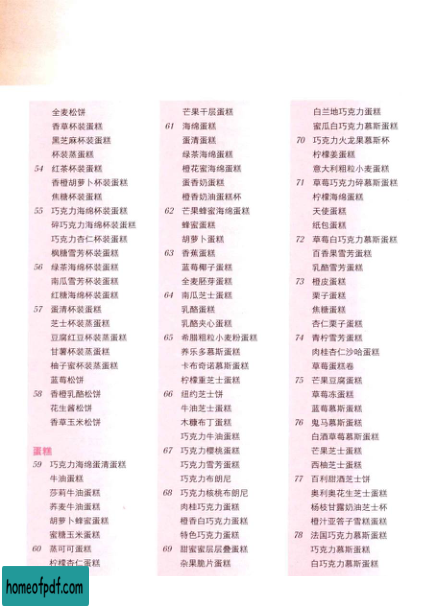 全麦松饼
香草杯装蛋糕
黑芝麻杯装蛋糕
杯装蒸蛋糕
54 红茶杯装蛋糕
香橙胡萝卜杯装蛋糕
焦糖杯装蛋糕
55 巧克力海绵杯装蛋糕
碎巧克力海绵杯装蛋糕
巧克力杏仁杯装蛋糕
枫糖雪芳杯装蛋糕
56 绿茶海绵杯装蛋糕
南瓜雪芳杯装蛋糕
红糖海绵杯装蛋糕
57 蛋清杯装蛋糕
芝士杯装蒸蛋糕
豆腐红豆杯装蒸蛋糕
甘薯杯装蒸蛋糕
柚子蜜杯装蒸蛋糕
蓝莓松饼
58 香橙乳酪松饼
花生酱松饼
香草玉米松饼
蛋糕
59 巧克力海绵蛋清蛋糕
牛油蛋糕
莎莉牛油蛋糕
荞麦牛油蛋糕
胡萝卜蜂蜜蛋糕
蜜糖玉米蛋糕
60 蒸可可蛋糕
柠檬杏仁蛋糕
芒果千层蛋糕
61 海绵蛋糕
蛋清蛋糕
绿茶海绵蛋糕
橙花蜜海绵蛋糕
蛋香奶蛋糕
橙香奶油蛋糕杯
62 芒果蜂蜜海绵蛋糕
蜂蜜蛋糕
胡萝卜蛋糕
63 香蕉蛋糕
蓝莓椰子蛋糕
全麦胚芽蛋糕
64 南瓜芝士蛋糕
乳酪蛋糕
乳酪夹心蛋糕
65 希腊粗粒小麦粉蛋糕
养乐多慕斯蛋糕
卡布奇诺慕斯蛋糕
柠檬重芝士蛋糕
66 纽约芝士饼
牛油芝士蛋糕
木糠布丁蛋糕
巧克力牛油蛋糕
67 巧克力樱桃蛋糕
巧克力雪芳蛋糕
巧克力布朗尼
68 巧克力核桃布朗尼
肉桂巧克力蛋糕
橙香白巧克力蛋糕
特色巧克力蛋糕
69 甜蜜蜜层层叠蛋糕
杂果脆片蛋糕
白兰地巧克力蛋糕
蜜瓜白巧克力慕斯蛋糕
70 巧克力火龙果慕斯杯
柠檬姜蛋糕
意大利粗粒小麦蛋糕
71 草莓巧克力碎慕斯蛋糕
柠檬海绵蛋糕
天使蛋糕
纸包蛋糕
72 草莓白巧克力慕斯蛋糕
百香果雪芳蛋糕
乳酪雪芳蛋糕
73 橙皮蛋糕
栗子蛋糕
焦糖蛋糕
杏仁栗子蛋糕
74 青柠雪芳蛋糕
肉桂杏仁沙哈蛋糕
草莓蛋糕卷
75 芒果豆腐蛋糕
草莓冻蛋糕
蓝莓慕斯蛋糕
76 鬼马慕斯蛋糕
白酒草莓慕斯蛋糕
芒果芝士蛋糕
西柚芝士蛋糕
77 百利甜酒芝士饼
奥利奥花生芝士蛋糕
杨枝甘露奶油芝士杯
橙汁亚答子雪糕蛋糕
78 法国巧克力慕斯蛋糕
巧克力慕斯蛋糕
白巧克力慕斯蛋糕
homeofpdf.com